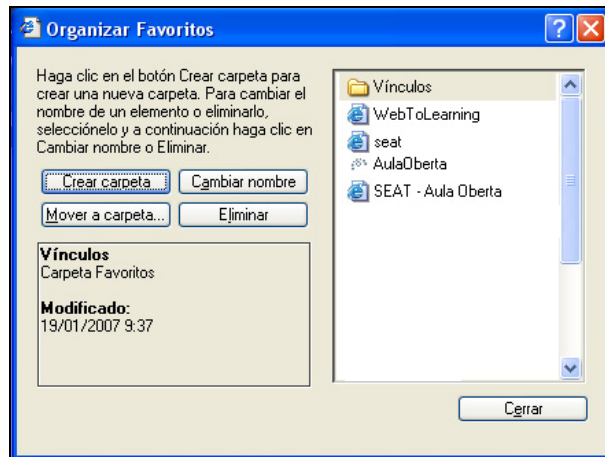 Organizar Favoritos
Haga clic en el botón Crear carpeta para
crear una nueva carpeta. Para cambiar el
nombre de un elemento o eliminarlo,
selecciónelo y a continuación haga clic en
Cambiar nombre o Eliminar.
Crear carpeta
Cambiar nombre
Mover a carpeta...
Eliminar
Vínculos
Carpeta Favoritos
Modificado:
19/01/2007 9:37
Vínculos
WebToLearning
seat
AulaOberta
SEAT - Aula Oberta
Cerrar